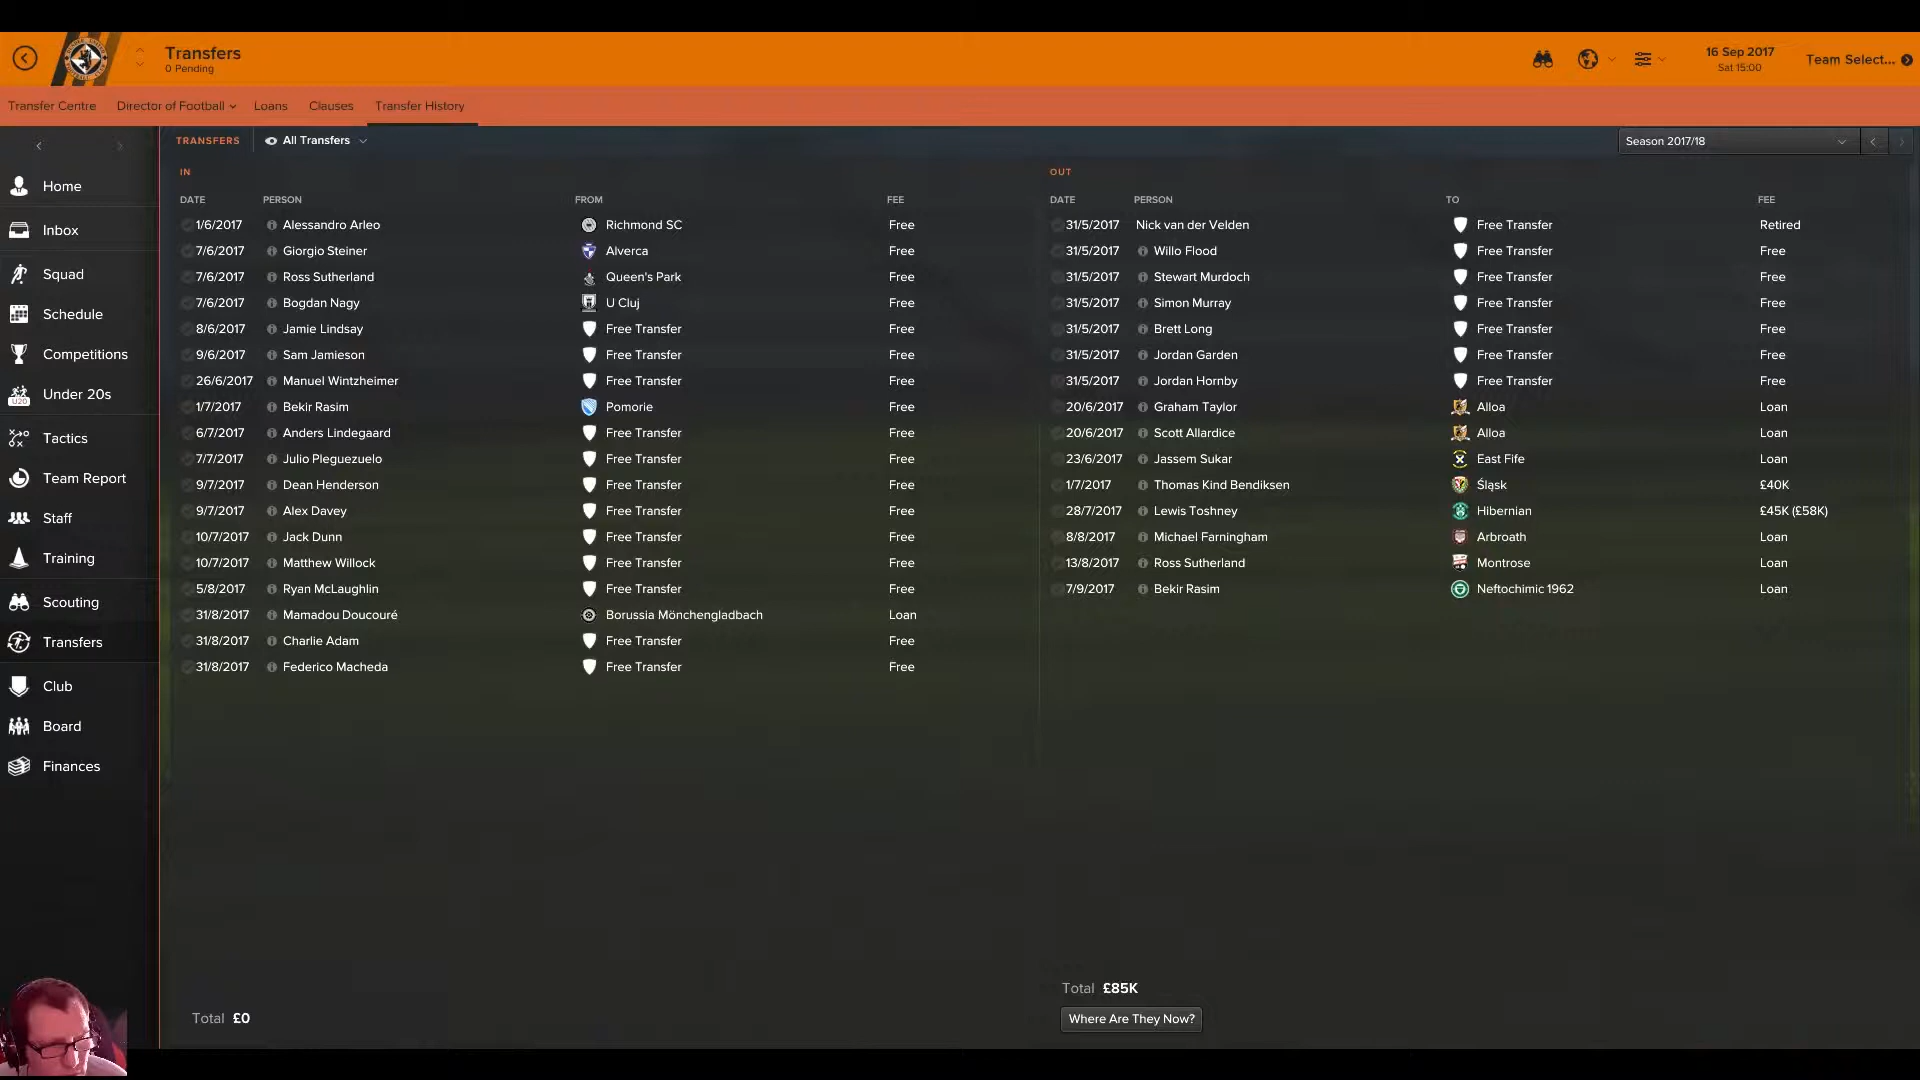 Transfers
0 Pending
16 Sep 2017
Sat 15:00
Team Select...
Transfer Centre Director of Football Loans Clauses Transfer History
TRANSFERS All Transfers Season 2017/18
Home
Inbox
Squad
Schedule
Competitions
Under 20s
U20
Tactics
Team Report
Staff
Training
Scouting
Transfers
Club
Board
Finances
IN
DATE PERSON FROM FEE
1/6/2017 Alessandro Arleo Richmond SC Free
7/6/2017 Giorgio Steiner Alverca Free
7/6/2017 Ross Sutherland Queen's Park Free
7/6/2017 Bogdan Nagy U Cluj Free
8/6/2017 Jamie Lindsay Free Transfer Free
9/6/2017 Sam Jamieson Free Transfer Free
26/6/2017 Manuel Wintzheimer Free Transfer Free
1/7/2017 Bekir Rasim Pomorie Free
6/7/2017 Anders Lindegaard Free Transfer Free
7/7/2017 Julio Pleguezuelo Free Transfer Free
9/7/2017 Dean Henderson Free Transfer Free
9/7/2017 Alex Davey Free Transfer Free
10/7/2017 Jack Dunn Free Transfer Free
10/7/2017 Matthew Willock Free Transfer Free
5/8/2017 Ryan McLaughlin Free Transfer Free
31/8/2017 Mamadou Doucouré Borussia Mönchengladbach Loan
31/8/2017 Charlie Adam Free Transfer Free
31/8/2017 Federico Macheda Free Transfer Free
Total £0
OUT
DATE PERSON TO FEE
31/5/2017 Nick van der Velden Free Transfer Retired
31/5/2017 Willo Flood Free Transfer Free
31/5/2017 Stewart Murdoch Free Transfer Free
31/5/2017 Simon Murray Free Transfer Free
31/5/2017 Brett Long Free Transfer Free
31/5/2017 Jordan Garden Free Transfer Free
31/5/2017 Jordan Hornby Free Transfer Free
20/6/2017 Graham Taylor Alloa Loan
20/6/2017 Scott Allardice Alloa Loan
23/6/2017 Jassem Sukar East Fife Loan
1/7/2017 Thomas Kind Bendiksen Śląsk £40K
28/7/2017 Lewis Toshney Hibernian £45K (£58K)
8/8/2017 Michael Farningham Arbroath Loan
13/8/2017 Ross Sutherland Montrose Loan
7/9/2017 Bekir Rasim Neftochimic 1962 Loan
Total £85K
Where Are They Now?